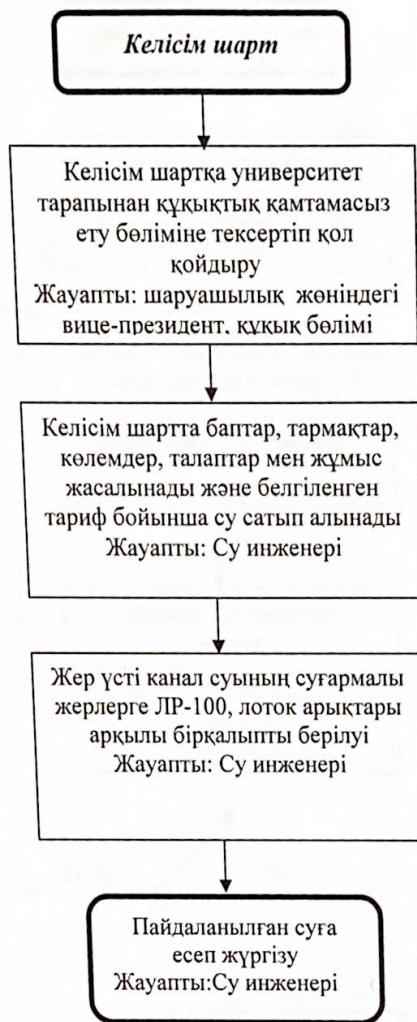 Келісім шарт
Келісім шартқа университет
тарапынан құқықтық қамтамасыз
ету бөліміне тексертіп қол
қойдыру
Жауапты: шаруашылық жөніндегі
вице-президент, құқық бөлімі
Келісім шартта баптар, тармақтар,
көлемдер, талаптар мен жұмыс
жасалынады және белгіленген
тариф бойынша су сатып алынады
Жауапты: Су инженері
Жер үсті канал суының суғармалы
жерлерге ЛР-100, лоток арықтары
арқылы бірқалыпты берілуі
Жауапты: Су инженері
Пайдаланылған суға
есеп жүргізу
Жауапты:Су инженері